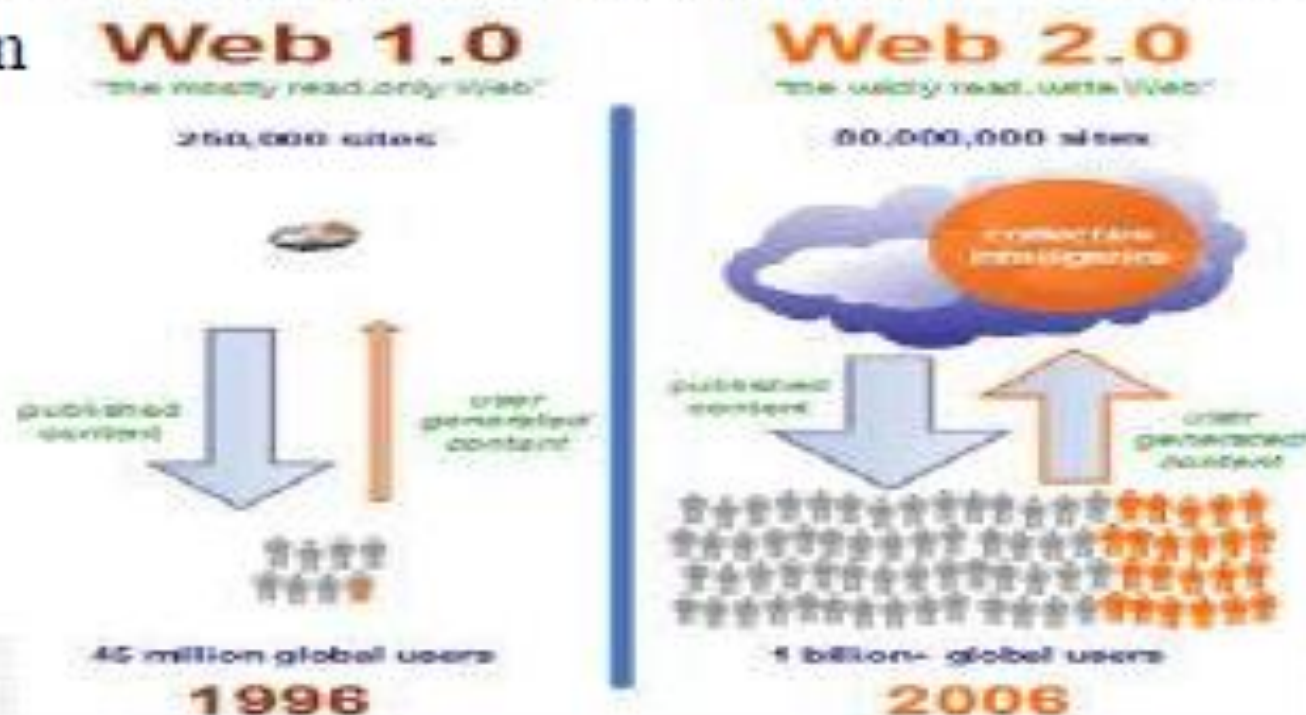 n
Web 1.0
"the mostly read-only Web"
250,000 sites
published
content
user
generated
content
45 million global users
1996
Web 2.0
"the wildly read-write Web"
80,000,000 sites
collective
intelligence
published
content
user
generated
content
1 billion+ global users
2006